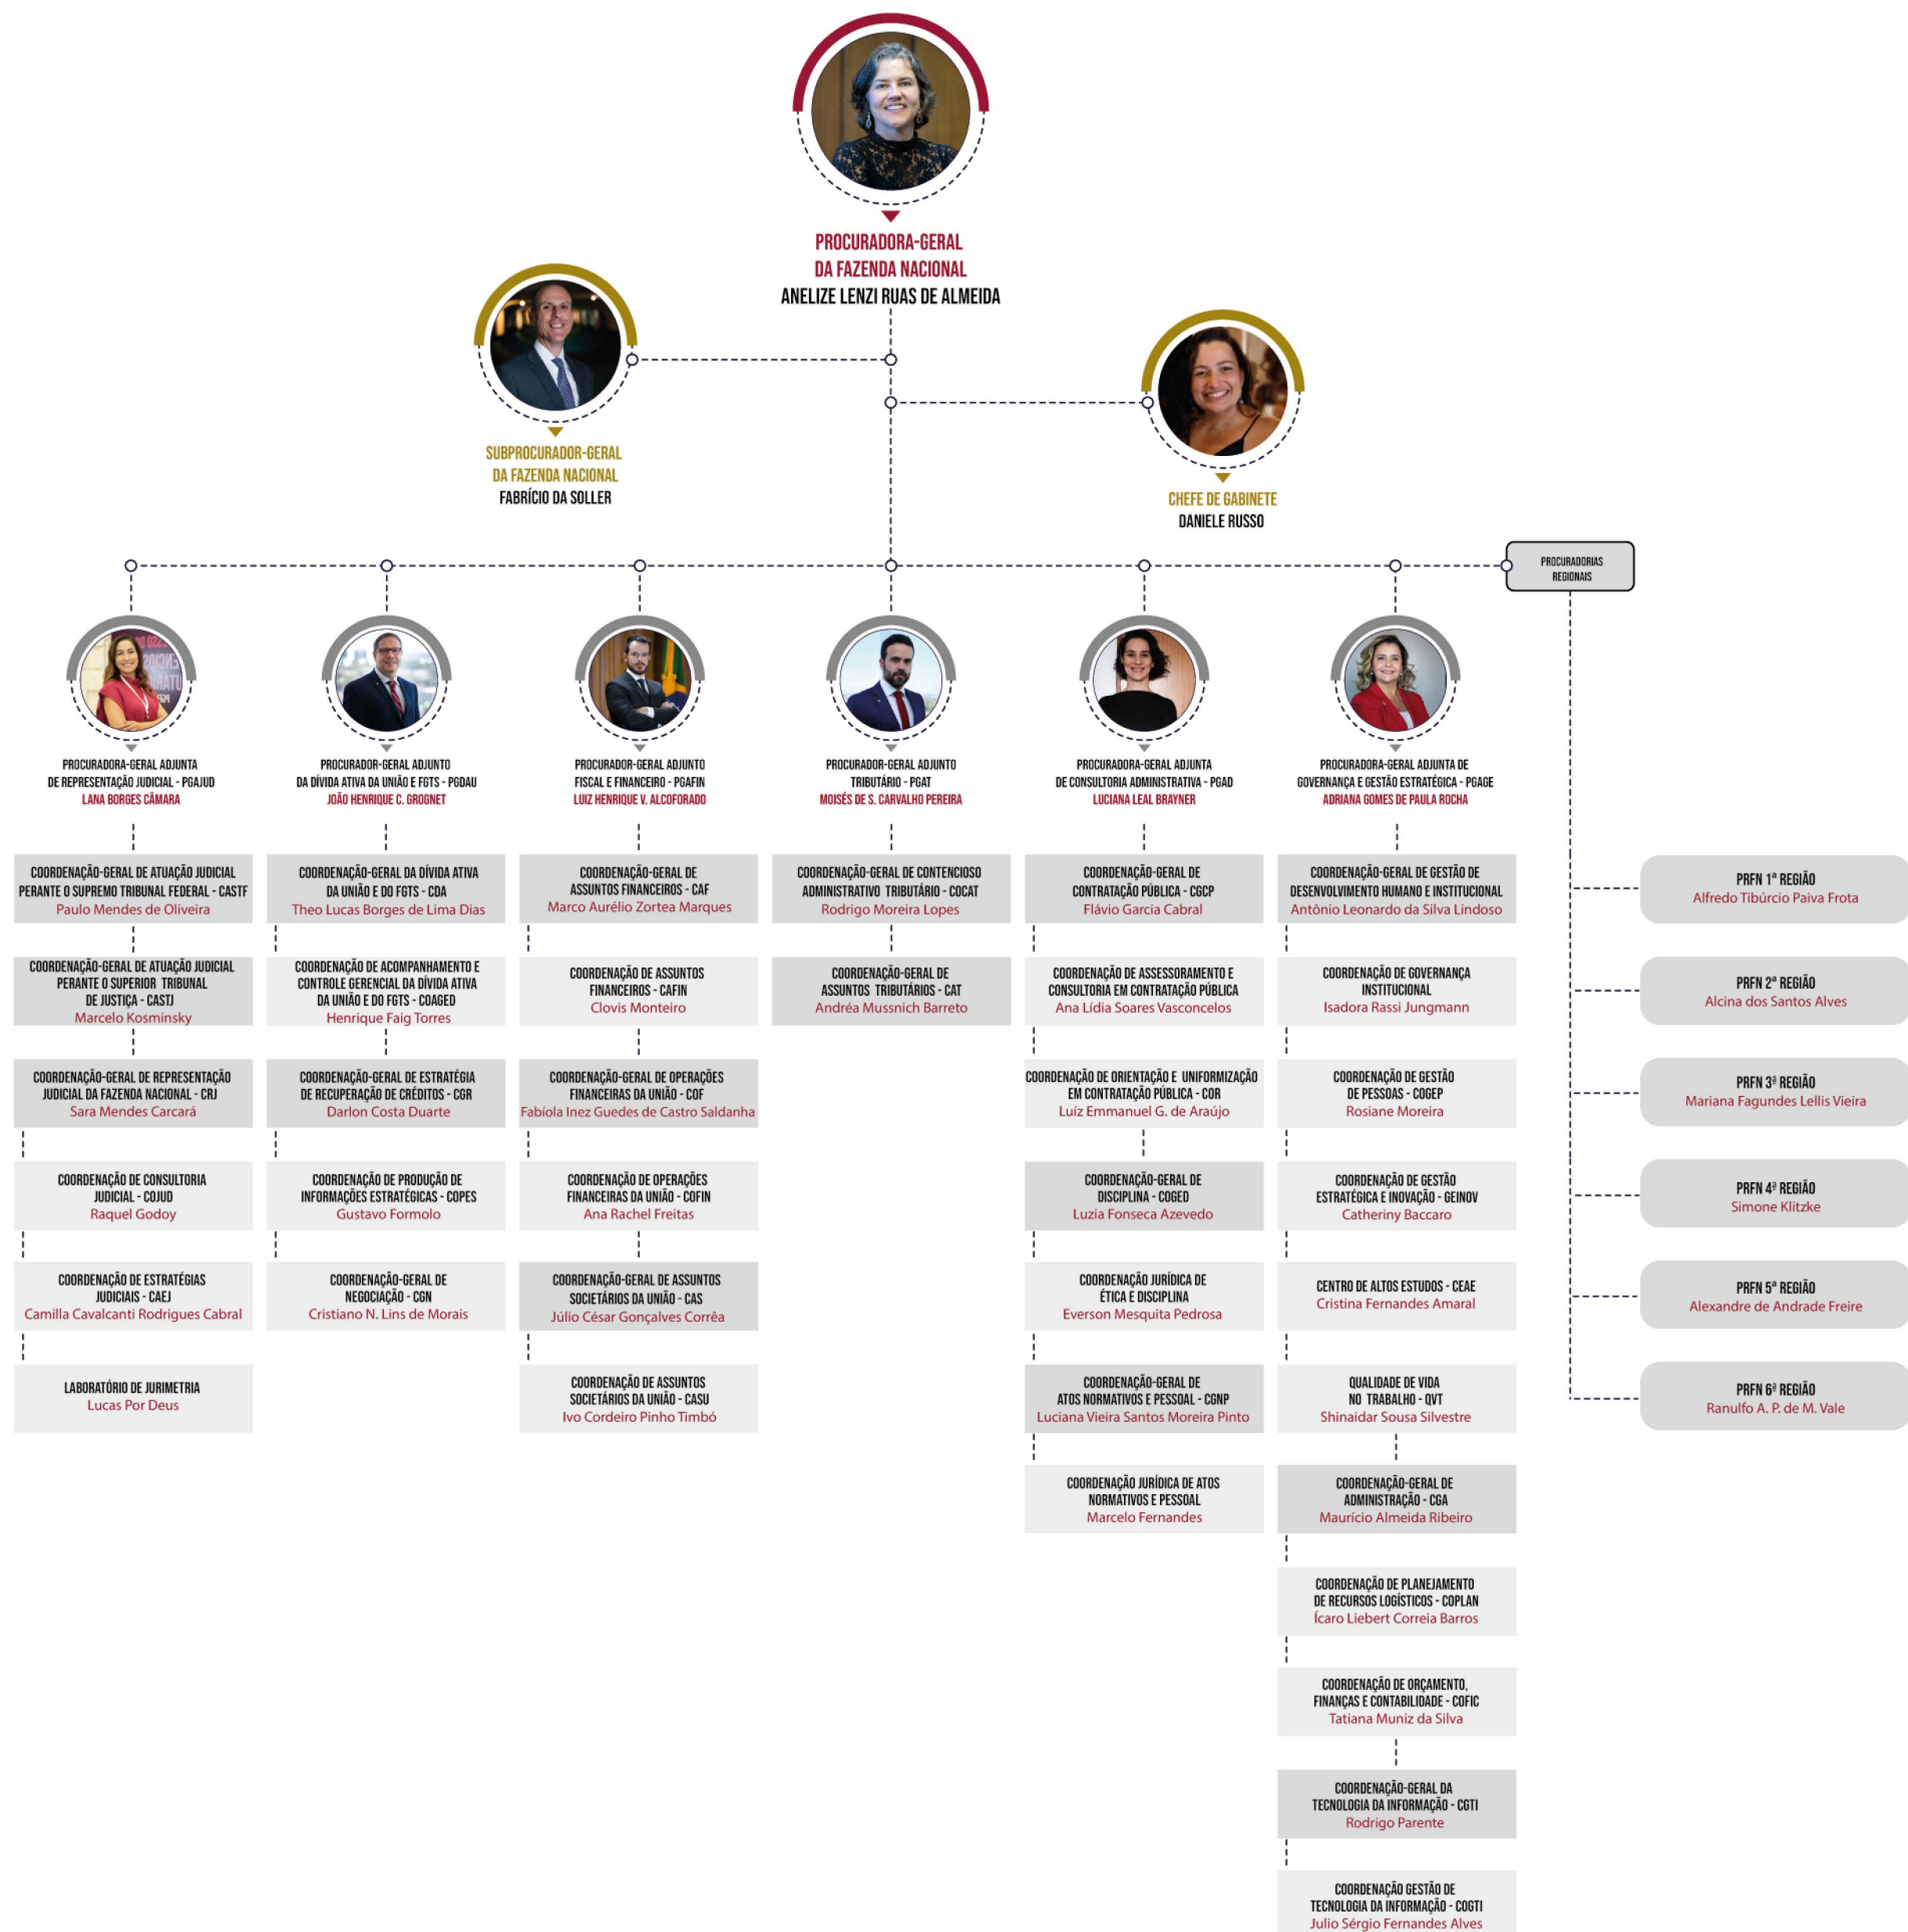 PROCURADORA-GERAL
DA FAZENDA NACIONAL
ANELIZE LENZI RUAS DE ALMEIDA
SUBPROCURADOR-GERAL
DA FAZENDA NACIONAL
FABRÍCIO DA SOLLER
CHEFE DE GABINETE
DANIELE RUSSO
PROCURADORIAS
REGIONAIS
PROCURADORA-GERAL ADJUNTA
DE REPRESENTAÇÃO JUDICIAL - PGAJUD
LANA BORGES CÂMARA
COORDENAÇÃO-GERAL DE ATUAÇÃO JUDICIAL
PERANTE O SUPREMO TRIBUNAL FEDERAL - CASTF
Paulo Mendes de Oliveira
COORDENAÇÃO-GERAL DE ATUAÇÃO JUDICIAL
PERANTE O SUPERIOR TRIBUNAL
DE JUSTIÇA - CASTJ
Marcelo Kosminsky
COORDENAÇÃO-GERAL DE REPRESENTAÇÃO
JUDICIAL DA FAZENDA NACIONAL - CRJ
Sara Mendes Carcará
COORDENAÇÃO DE CONSULTORIA
JUDICIAL - COJUD
Raquel Godoy
COORDENAÇÃO DE ESTRATÉGIAS
JUDICIAIS - CAEJ
Camilla Cavalcanti Rodrigues Cabral
LABORATÓRIO DE JURIMETRIA
Lucas Por Deus
PROCURADOR-GERAL ADJUNTO
DA DÍVIDA ATIVA DA UNIÃO E FGTS - PGDAU
JOÃO HENRIQUE C. GROGNET
COORDENAÇÃO-GERAL DA DÍVIDA ATIVA
DA UNIÃO E DO FGTS - CDA
Theo Lucas Borges de Lima Dias
COORDENAÇÃO DE ACOMPANHAMENTO E
CONTROLE GERENCIAL DA DÍVIDA ATIVA
DA UNIÃO E DO FGTS - COAGED
Henrique Faig Torres
COORDENAÇÃO-GERAL DE ESTRATÉGIA
DE RECUPERAÇÃO DE CRÉDITOS - CGR
Darlon Costa Duarte
COORDENAÇÃO DE PRODUÇÃO DE
INFORMAÇÕES ESTRATÉGICAS - COPES
Gustavo Formolo
COORDENAÇÃO-GERAL DE
NEGOCIAÇÃO - CGN
Cristiano N. Lins de Morais
PROCURADOR-GERAL ADJUNTO
FISCAL E FINANCEIRO - PGAFIN
LUIZ HENRIQUE V. ALCOFORADO
COORDENAÇÃO-GERAL DE
ASSUNTOS FINANCEIROS - CAF
Marco Aurélio Zortea Marques
COORDENAÇÃO DE ASSUNTOS
FINANCEIROS - CAFIN
Clovis Monteiro
COORDENAÇÃO-GERAL DE OPERAÇÕES
FINANCEIRAS DA UNIÃO - COF
Fabíola Inez Guedes de Castro Saldanha
COORDENAÇÃO DE OPERAÇÕES
FINANCEIRAS DA UNIÃO - COFIN
Ana Rachel Freitas
COORDENAÇÃO-GERAL DE ASSUNTOS
SOCIETÁRIOS DA UNIÃO - CAS
Júlio César Gonçalves Corrêa
COORDENAÇÃO DE ASSUNTOS
SOCIETÁRIOS DA UNIÃO - CASU
Ivo Cordeiro Pinho Timbó
PROCURADOR-GERAL ADJUNTO
TRIBUTÁRIO - PGAT
MOISÉS DE S. CARVALHO PEREIRA
COORDENAÇÃO-GERAL DE CONTENCIOSO
ADMINISTRATIVO TRIBUTÁRIO - COCAT
Rodrigo Moreira Lopes
COORDENAÇÃO-GERAL DE
ASSUNTOS TRIBUTÁRIOS - CAT
Andréa Mussnich Barreto
PROCURADORA-GERAL ADJUNTA
DE CONSULTORIA ADMINISTRATIVA - PGAD
LUCIANA LEAL BRAYNER
COORDENAÇÃO-GERAL DE
CONTRATAÇÃO PÚBLICA - CGCP
Flávio Garcia Cabral
COORDENAÇÃO DE ASSESSORAMENTO E
CONSULTORIA EM CONTRATAÇÃO PÚBLICA
Ana Lídia Soares Vasconcelos
COORDENAÇÃO DE ORIENTAÇÃO E UNIFORMIZAÇÃO
EM CONTRATAÇÃO PÚBLICA - COR
Luíz Emmanuel G. de Araújo
COORDENAÇÃO-GERAL DE
DISCIPLINA - COGED
Luzia Fonseca Azevedo
COORDENAÇÃO JURÍDICA DE
ÉTICA E DISCIPLINA
Everson Mesquita Pedrosa
COORDENAÇÃO-GERAL DE
ATOS NORMATIVOS E PESSOAL - CGNP
Luciana Vieira Santos Moreira Pinto
COORDENAÇÃO JURÍDICA DE ATOS
NORMATIVOS E PESSOAL
Marcelo Fernandes
PROCURADORA-GERAL ADJUNTA DE
GOVERNANÇA E GESTÃO ESTRATÉGICA - PGAGE
ADRIANA GOMES DE PAULA ROCHA
COORDENAÇÃO-GERAL DE GESTÃO DE
DESENVOLVIMENTO HUMANO E INSTITUCIONAL
Antônio Leonardo da Silva Lindoso
COORDENAÇÃO DE GOVERNANÇA
INSTITUCIONAL
Isadora Rassi Jungmann
COORDENAÇÃO DE GESTÃO
DE PESSOAS - COGEP
Rosiane Moreira
COORDENAÇÃO DE GESTÃO
ESTRATÉGICA E INOVAÇÃO - GEINOV
Catheriny Baccaro
CENTRO DE ALTOS ESTUDOS - CEAE
Cristina Fernandes Amaral
QUALIDADE DE VIDA
NO TRABALHO - QVT
Shinaidar Sousa Silvestre
COORDENAÇÃO-GERAL DE
ADMINISTRAÇÃO - CGA
Maurício Almeida Ribeiro
COORDENAÇÃO DE PLANEJAMENTO
DE RECURSOS LOGÍSTICOS - COPLAN
Ícaro Liebert Correia Barros
COORDENAÇÃO DE ORÇAMENTO,
FINANÇAS E CONTABILIDADE - COFIC
Tatiana Muniz da Silva
COORDENAÇÃO-GERAL DA
TECNOLOGIA DA INFORMAÇÃO - CGTI
Rodrigo Parente
COORDENAÇÃO GESTÃO DE
TECNOLOGIA DA INFORMAÇÃO - COGTI
Julio Sérgio Fernandes Alves
PRFN 1ª REGIÃO
Alfredo Tibúrcio Paiva Frota
PRFN 2ª REGIÃO
Alcina dos Santos Alves
PRFN 3ª REGIÃO
Mariana Fagundes Lellis Vieira
PRFN 4ª REGIÃO
Simone Klitzke
PRFN 5ª REGIÃO
Alexandre de Andrade Freire
PRFN 6ª REGIÃO
Ranulfo A. P. de M. Vale